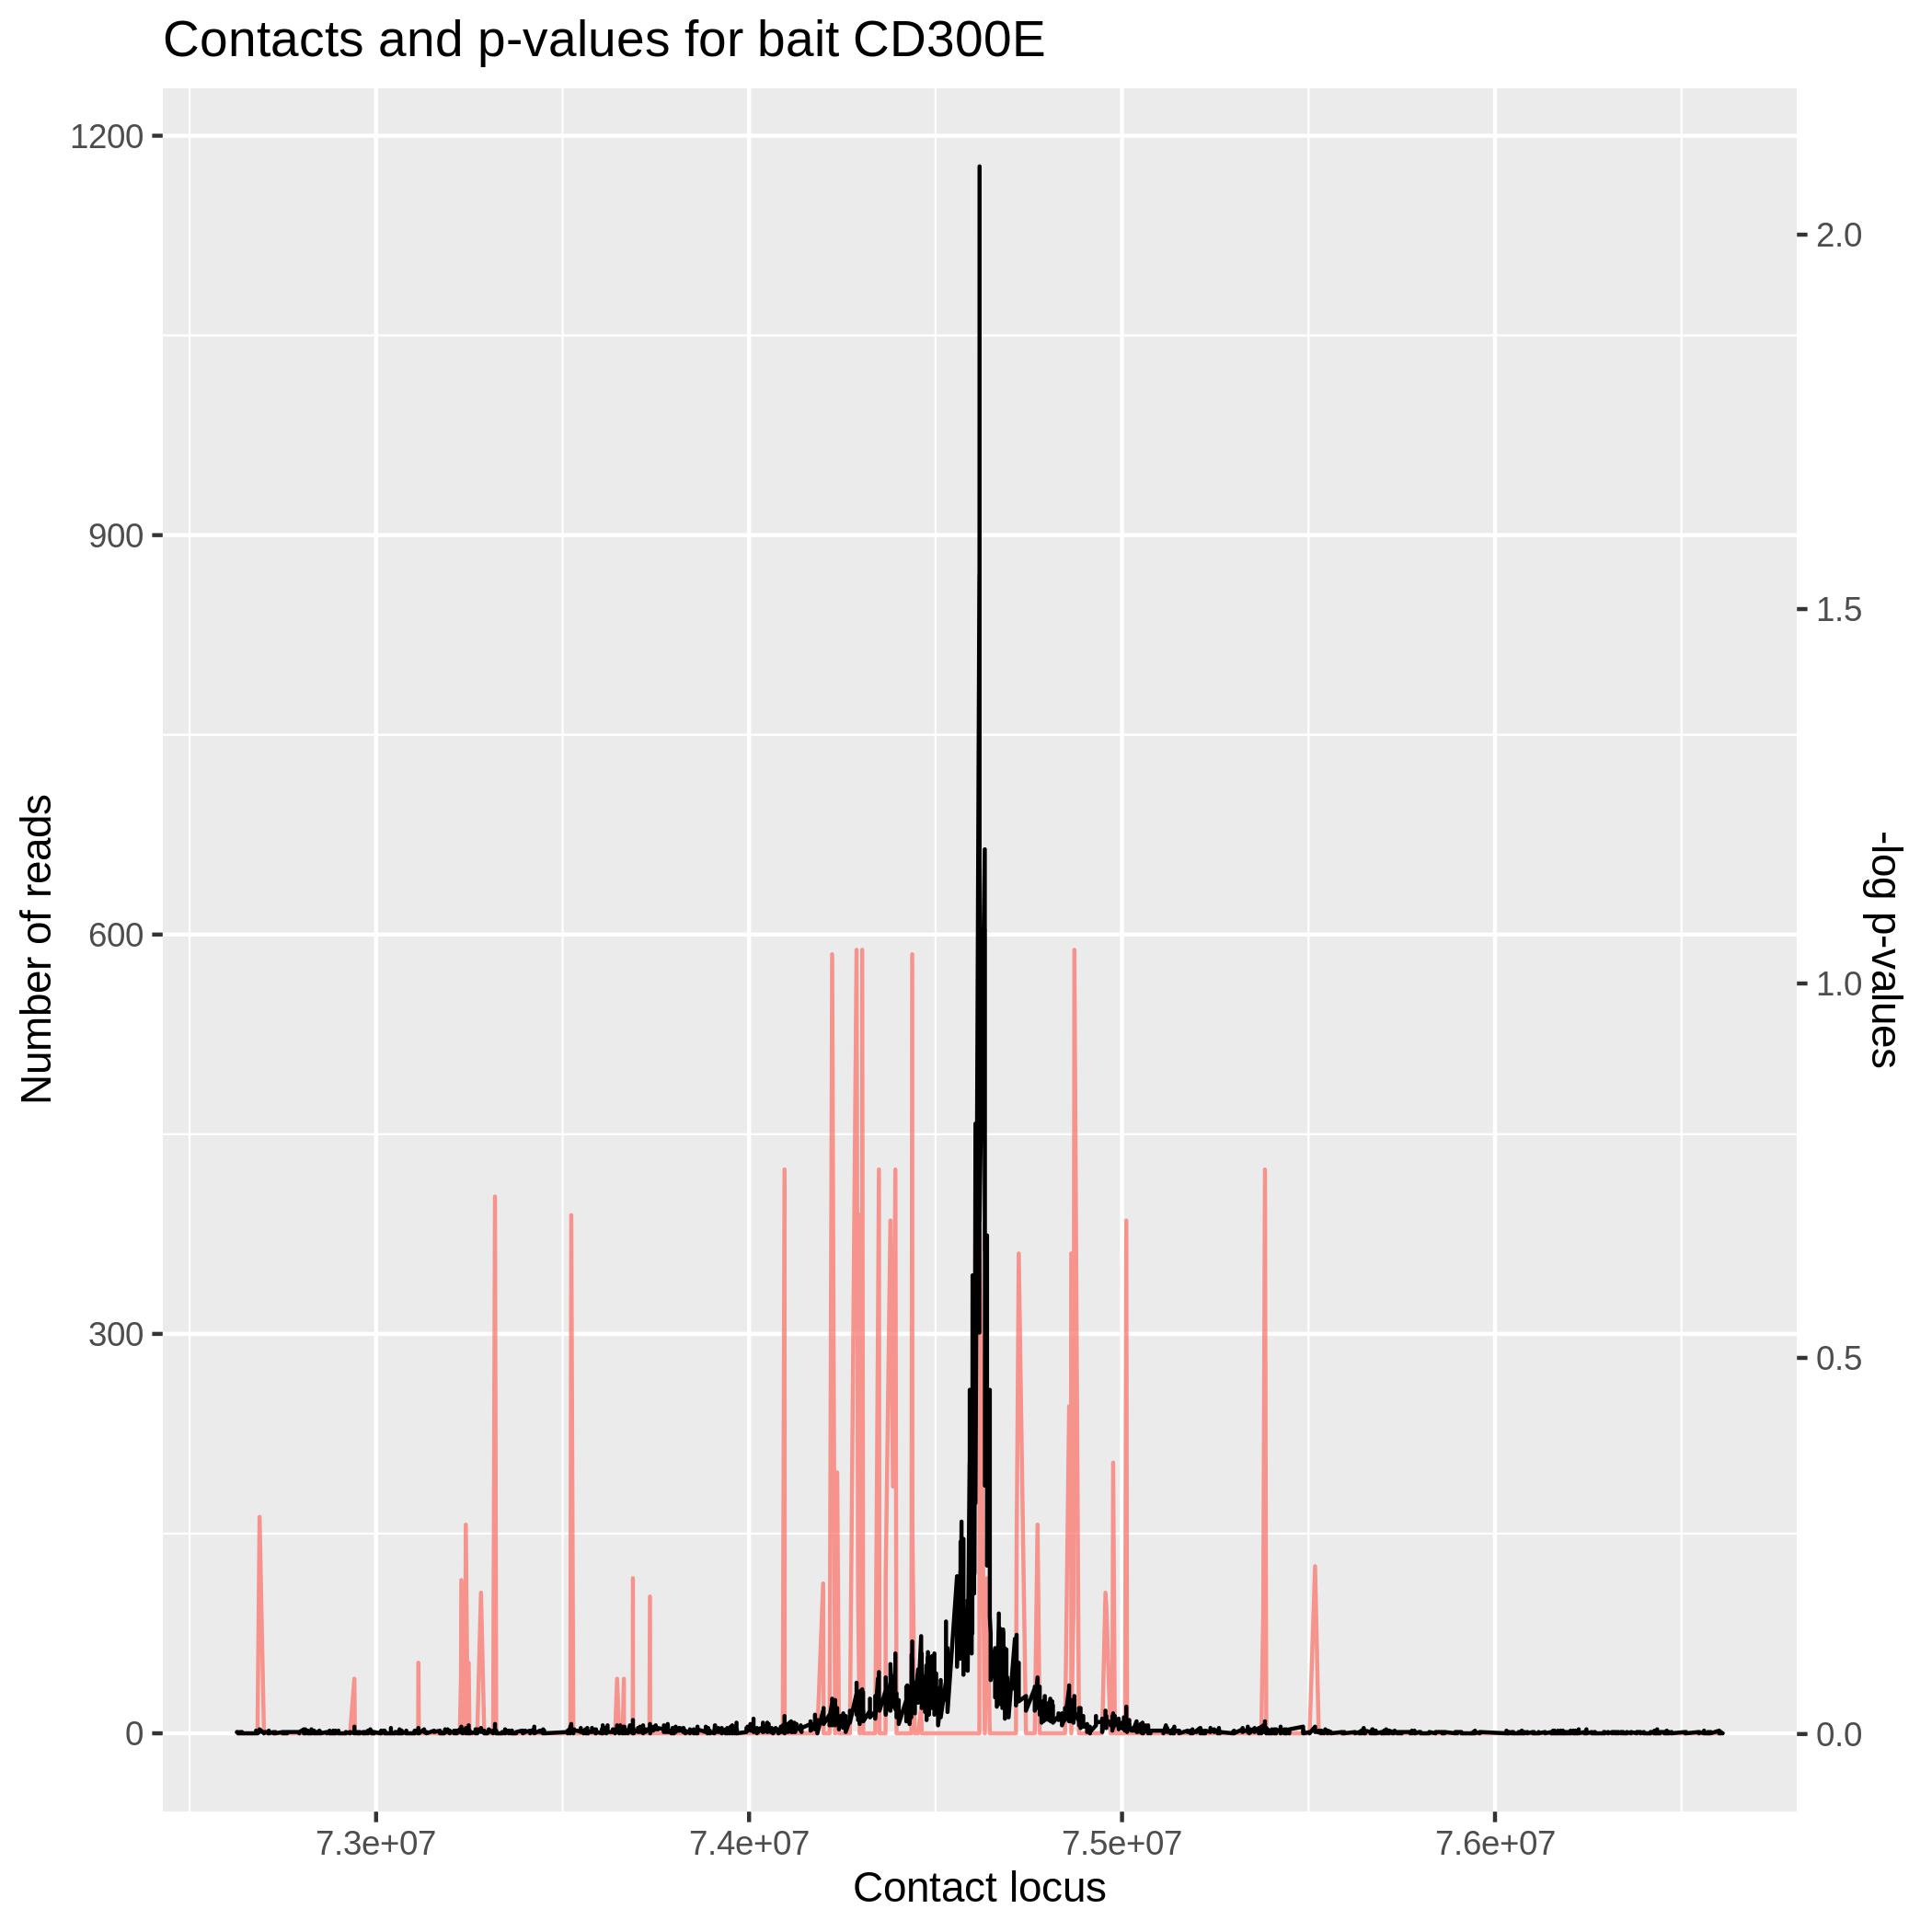 Contacts and p-values for bait CD300E
1200
900
600
300
0
Number of reads
2.0
1.5
1.0
0.5
0.0
-log p-values
7.3e+07
7.4e+07
7.5e+07
7.6e+07
Contact locus